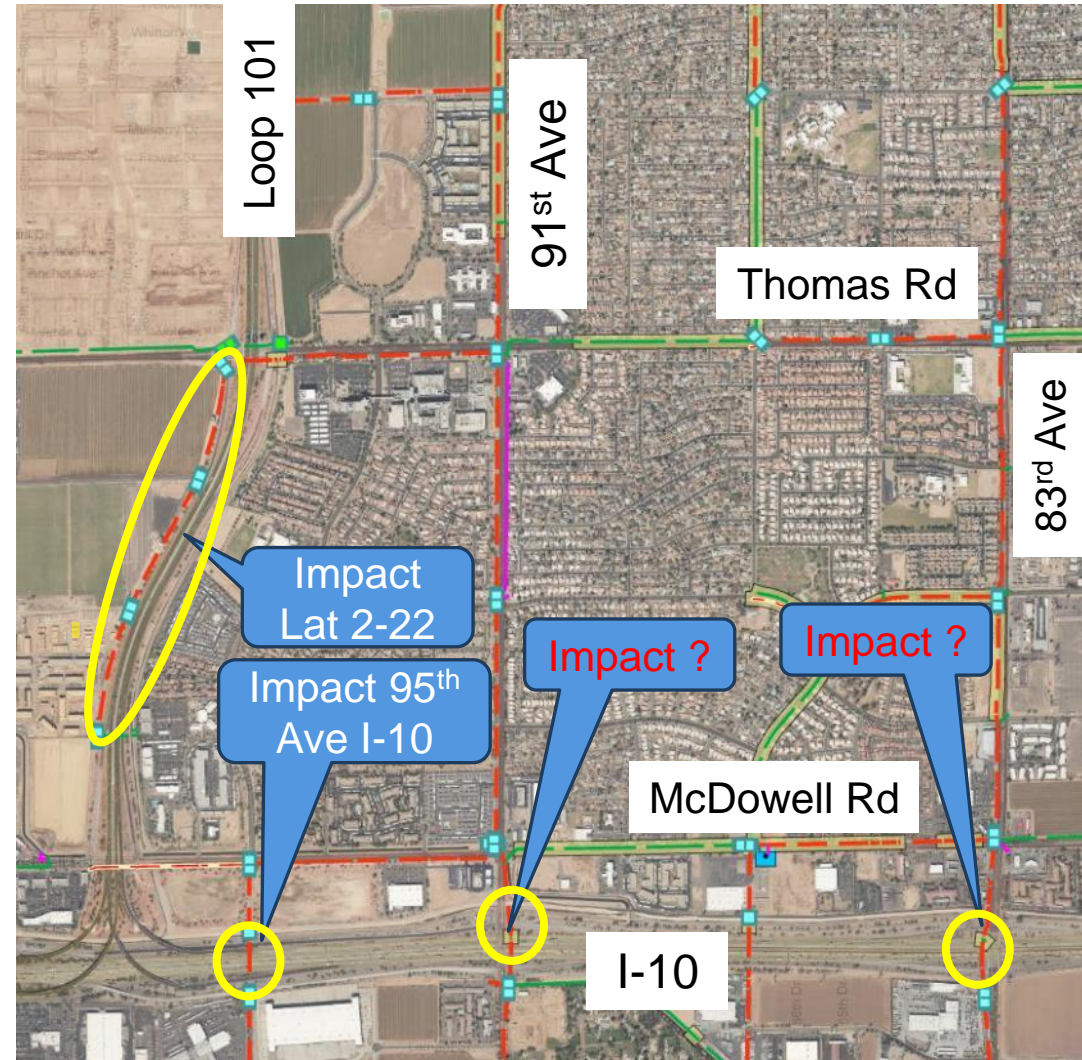 Loop 101
91st Ave
Thomas Rd
83rd Ave
Impact
Lat 2-22
Impact 95th
Ave I-10
Impact ?
Impact ?
McDowell Rd
I-10